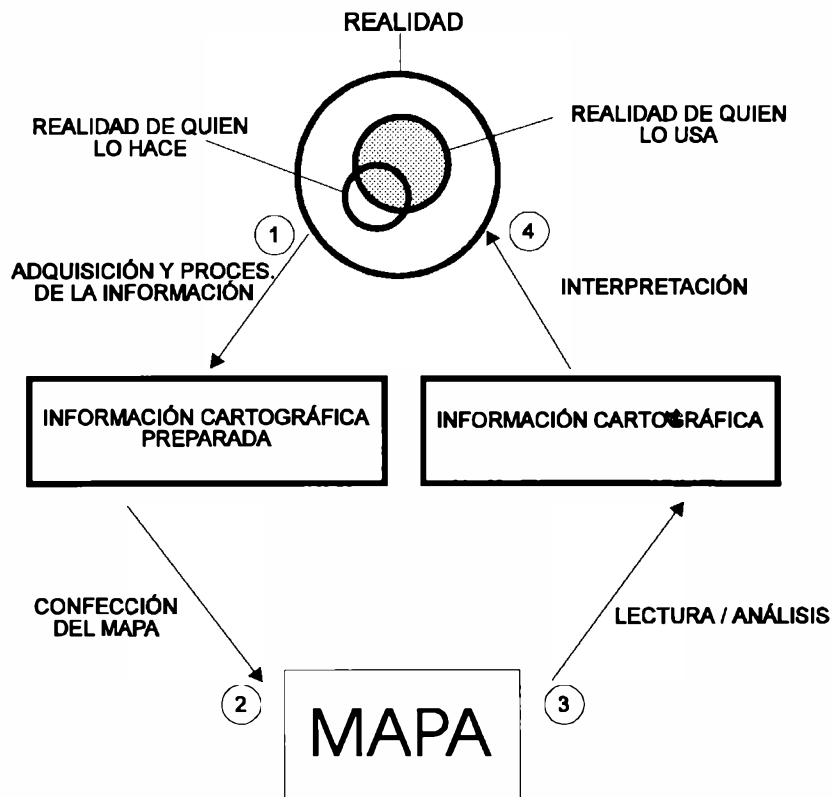 REALIDAD
REALIDAD DE QUIEN
LO HACE
REALIDAD DE QUIEN
LO USA
1
4
ADQUISICIÓN Y PROCES.
DE LA INFORMACIÓN
INTERPRETACIÓN
INFORMACIÓN CARTOGRÁFICA
PREPARADA
INFORMACIÓN CARTOGRÁFICA
CONFECCIÓN
DEL MAPA
LECTURA / ANÁLISIS
2
3
MAPA